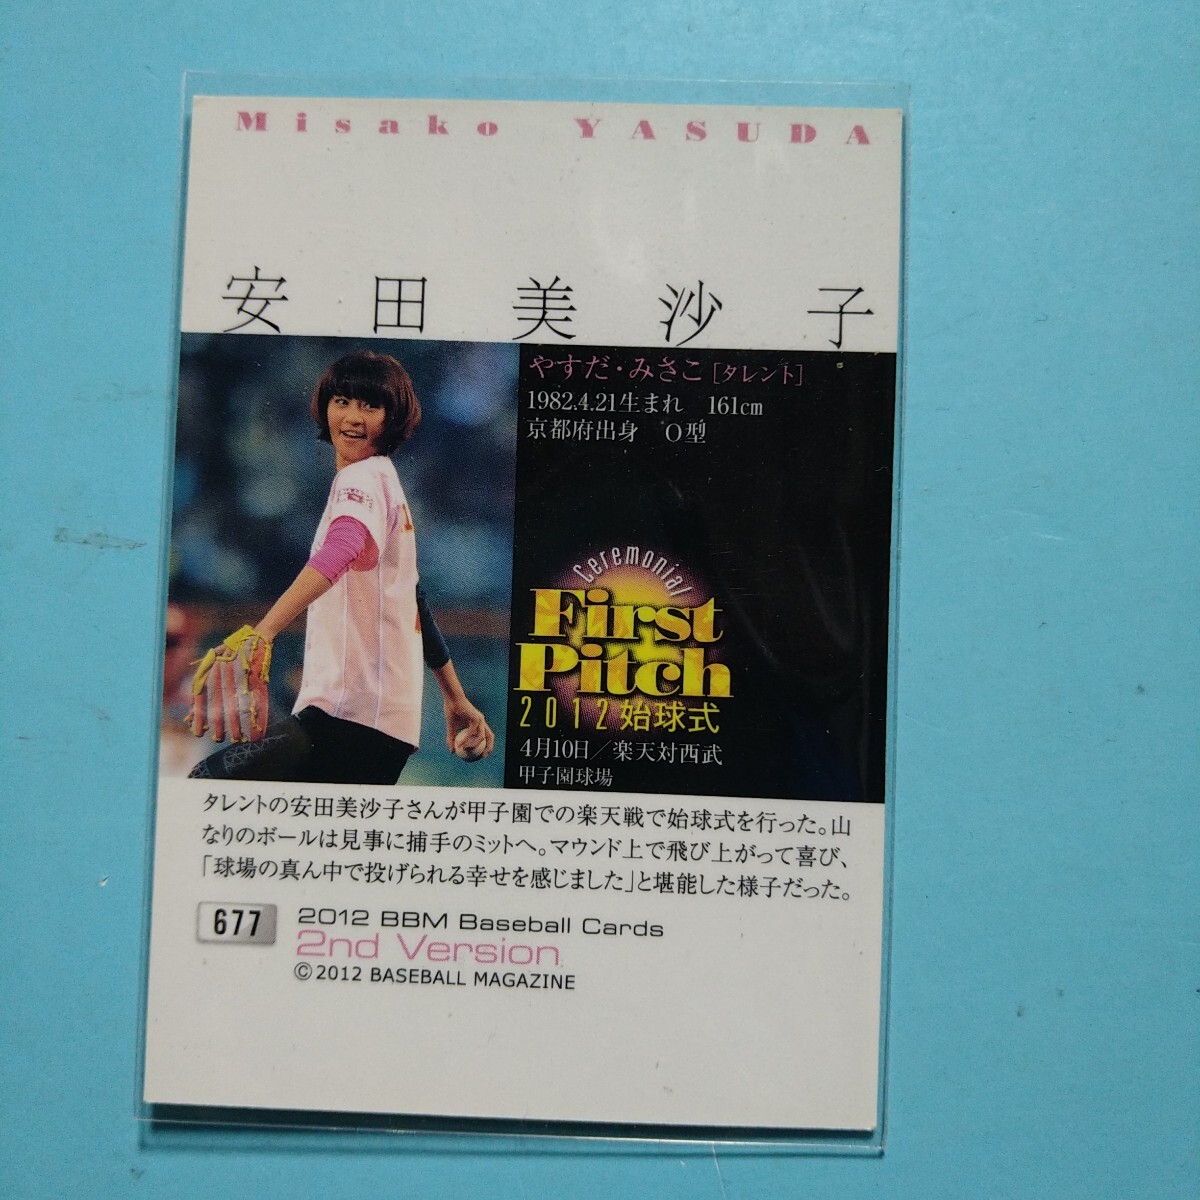 Misako YASUDA
安田美沙子
やすだ・みさこ［タレント］
1982.4.21生まれ　161cm
京都府出身　O型
Ceremonial
First
Pitch
2012始球式
4月10日／楽天対西武
甲子園球場
タレントの安田美沙子さんが甲子園での楽天戦で始球式を行った。山
なりのボールは見事に捕手のミットへ。マウンド上で飛び上がって喜び、
「球場の真ん中で投げられる幸せを感じました」と堪能した様子だった。
677
2012 BBM Baseball Cards
2nd Version
©2012 BASEBALL MAGAZINE